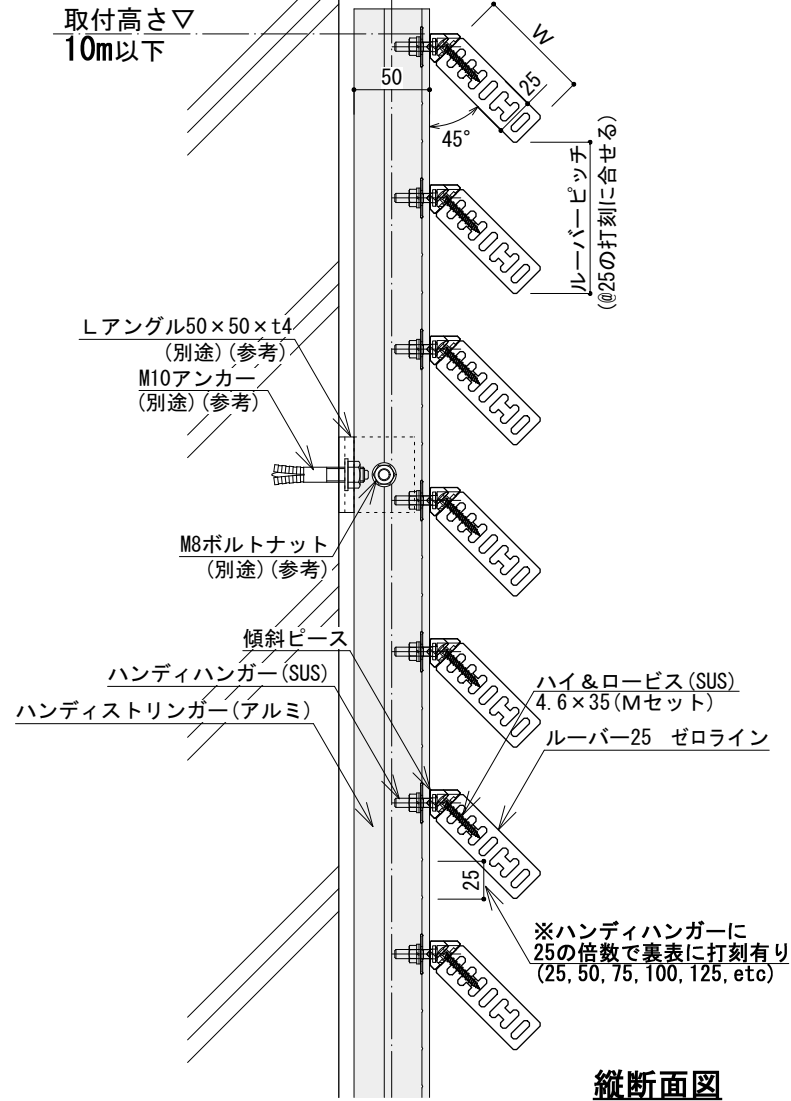 取付高さ▽
10m以下
W
50
25
45°
ルーバーピッチ
(@25の打刻に合せる)
Lアングル50×50×t4
(別途)(参考)
M10アンカー
(別途)(参考)
M8ボルトナット
(別途)(参考)
傾斜ピース
ハンディハンガー(SUS)
ハンディストリンガー(アルミ)
ハイ&ロービス(SUS)
4.6×35(Mセット)
ルーバー25 ゼロライン
25
※ハンディハンガーに
25の倍数で裏表に打刻有り
(25,50,75,100,125,etc)
縦断面図